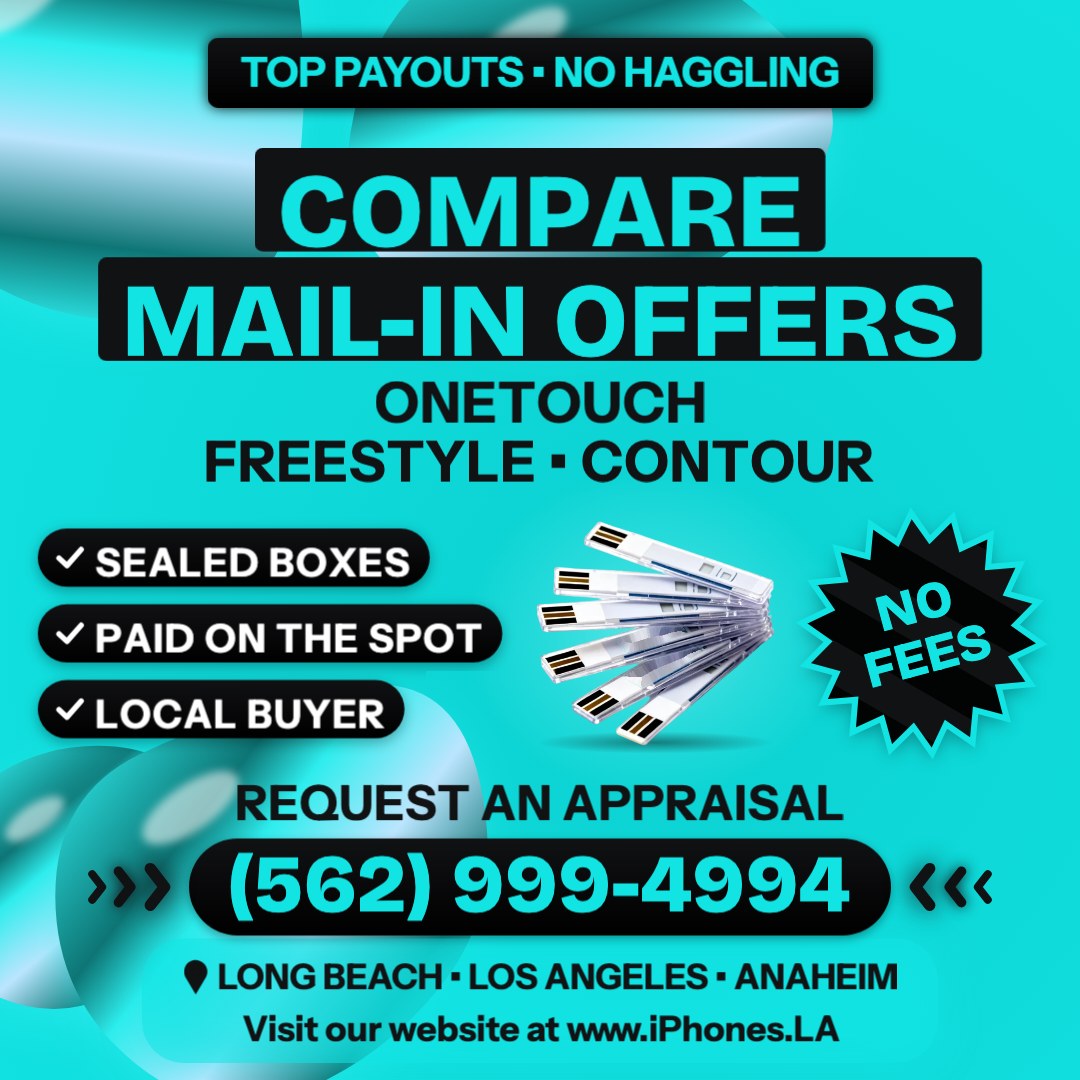 TOP PAYOUTS ▪ NO HAGGLING
COMPARE
MAIL-IN OFFERS
ONETOUCH
FREESTYLE ▪ CONTOUR
SEALED BOXES
PAID ON THE SPOT
LOCAL BUYER
NO
FEES
REQUEST AN APPRAISAL
(562) 999-4994
LONG BEACH ▪ LOS ANGELES ▪ ANAHEIM
Visit our website at www.iPhones.LA